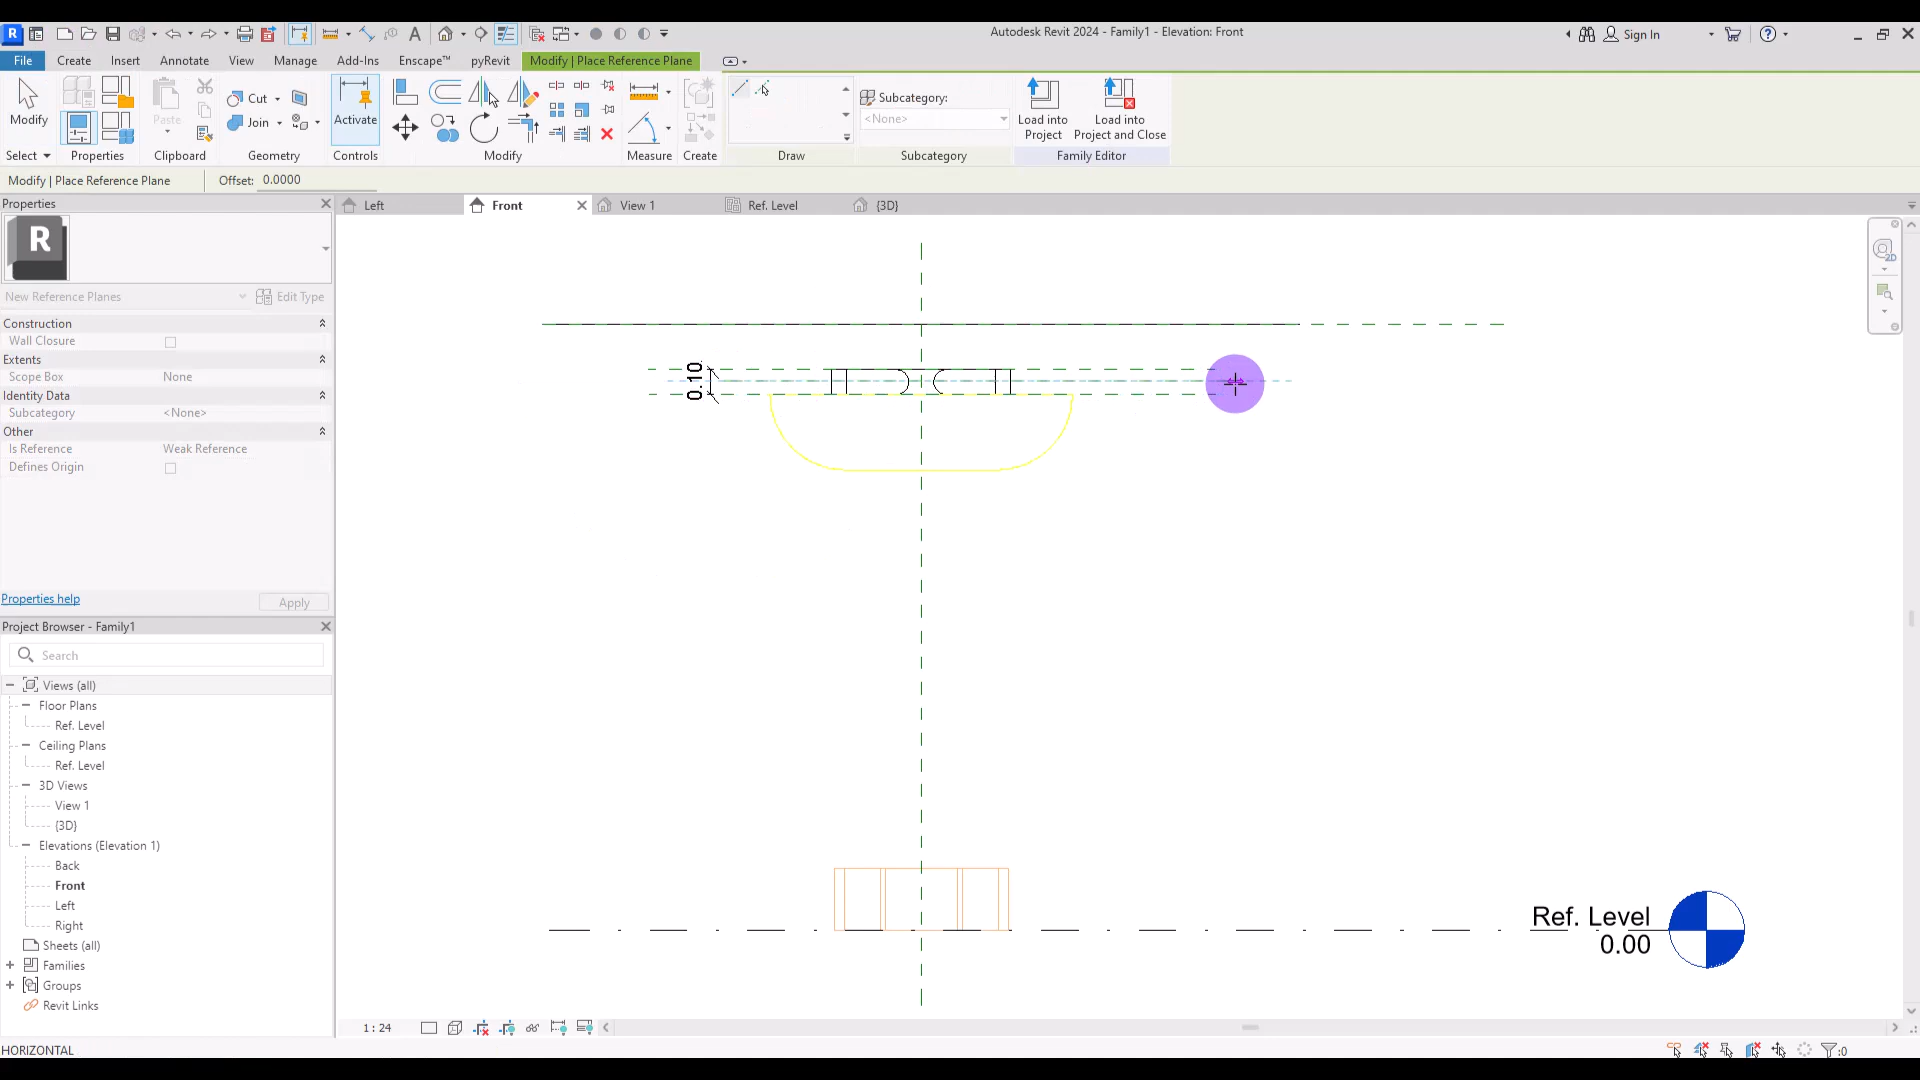 Autodesk Revit 2024 - Family1 - Elevation: Front
Sign In
File
Create
Insert
Annotate
View
Manage
Add-Ins
Enscape™
pyRevit
Modify | Place Reference Plane
Modify
Paste
Cut
Join
Activate
Subcategory:
<None>
Load into
Project
Load into
Project and Close
Select
Properties
Clipboard
Geometry
Controls
Modify
Measure
Create
Draw
Subcategory
Family Editor
Modify | Place Reference Plane
Offset: 0.0000
Properties
Left
Front
View 1
Ref. Level
{3D}
R
New Reference Planes
Edit Type
Construction
Wall Closure
Extents
Scope Box None
Identity Data
Subcategory <None>
Other
Is Reference Weak Reference
Defines Origin
Properties help
Apply
Project Browser - Family1
Search
Views (all)
Floor Plans
Ref. Level
Ceiling Plans
Ref. Level
3D Views
View 1
{3D}
Elevations (Elevation 1)
Back
Front
Left
Right
Sheets (all)
Families
Groups
Revit Links
0.10
Ref. Level
0.00
2D
1 : 24
HORIZONTAL
:0